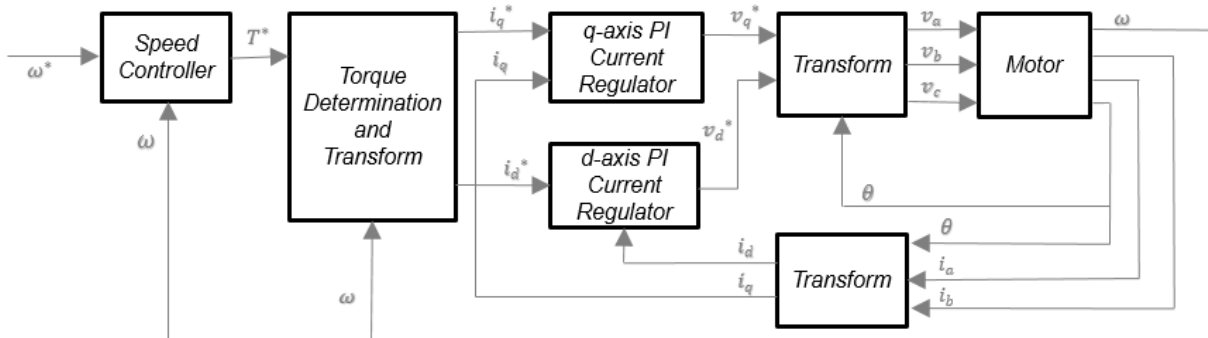 ω*
Speed
Controller
T*
ω
Torque
Determination
and
Transform
ω
i_q*
i_q
i_d*
q-axis PI
Current
Regulator
d-axis PI
Current
Regulator
v_q*
v_d*
Transform
v_a
v_b
v_c
Motor
ω
θ
θ
i_d
i_q
Transform
i_a
i_b